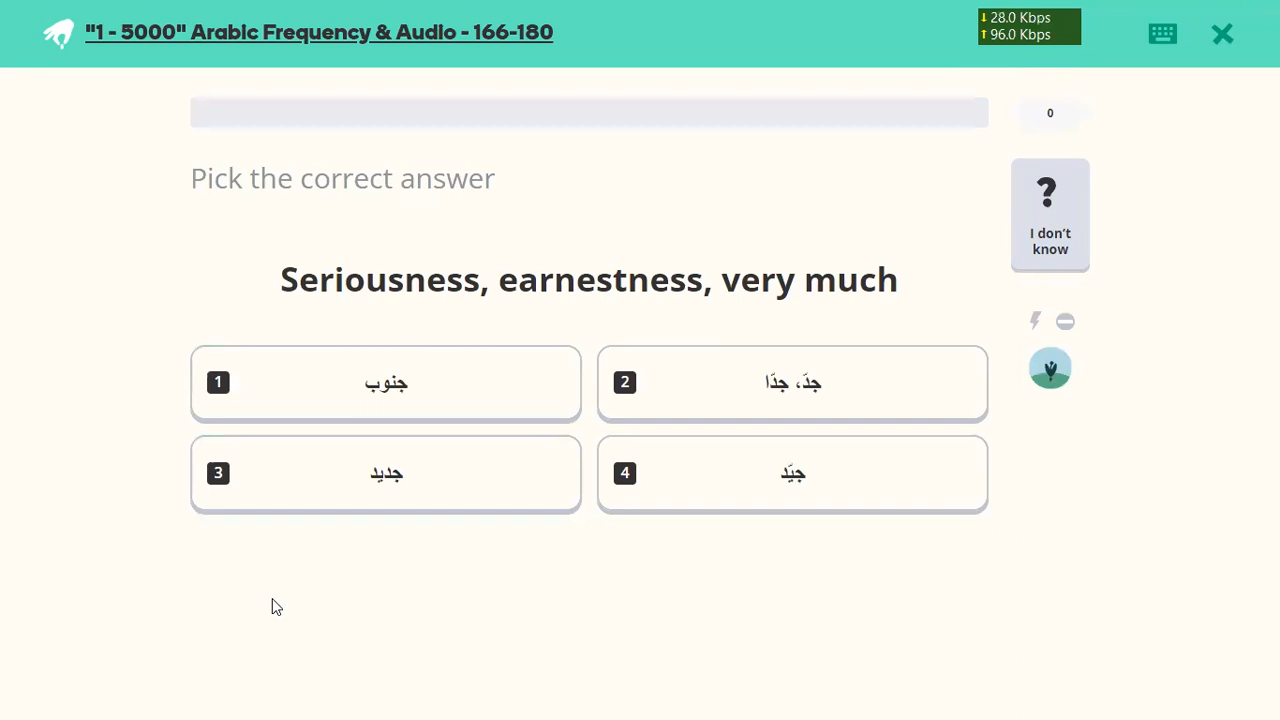 "1 - 5000" Arabic Frequency & Audio - 166-180
↓ 28.0 Kbps
↑ 96.0 Kbps
0
Pick the correct answer
?
I don't
know
Seriousness, earnestness, very much
1 جنوب
2 جدّ، جدّا
3 جديد
4 جيّد